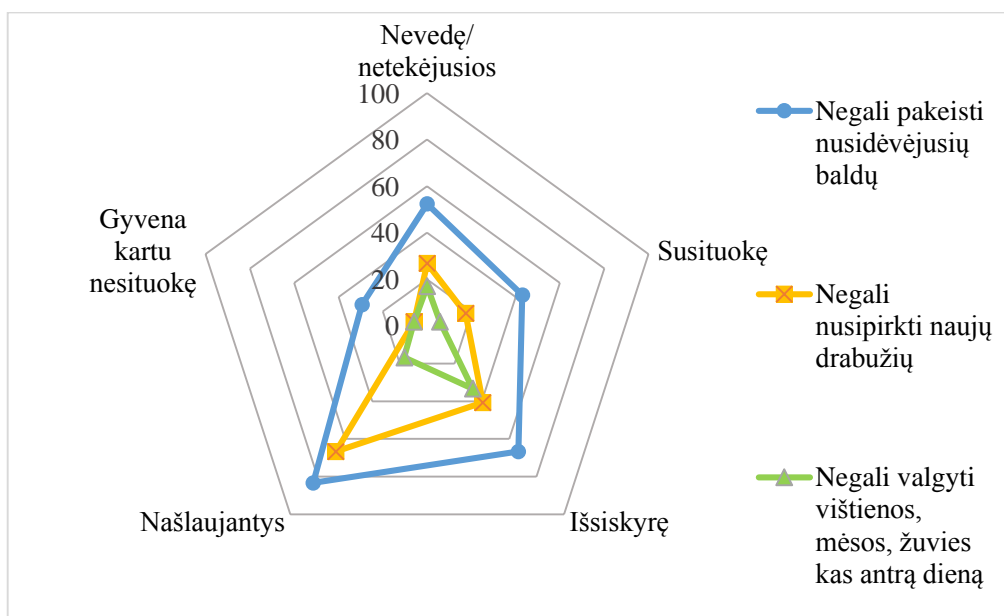 Nevedę/
netekėjusios
100
80
60
40
20
0
Susituokę
Išsiskyrę
Našlaujantys
Gyvena
kartu
nesituokę
Negali pakeisti
nusidėvėjusių
baldų
Negali
nusipirkti naujų
drabužių
Negali valgyti
vištienos,
mėsos, žuvies
kas antrą dieną